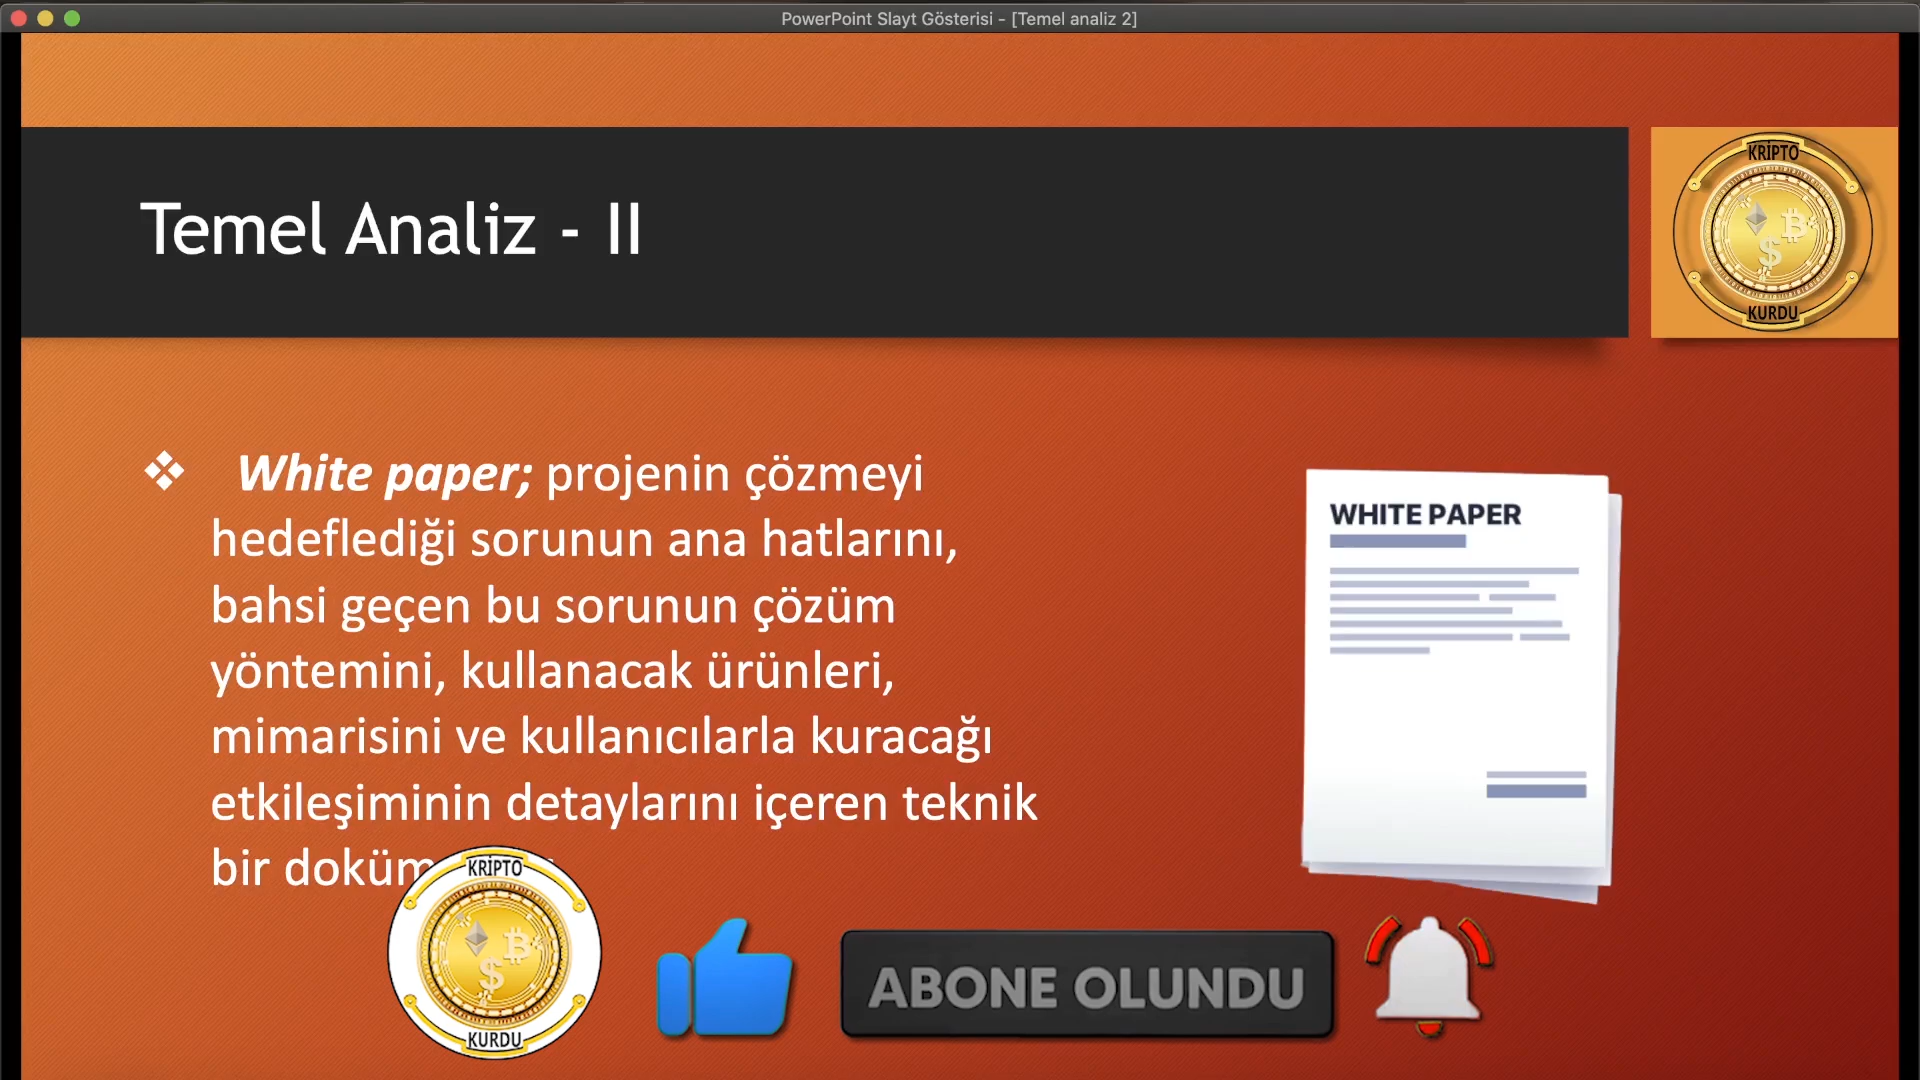 PowerPoint Slayt Gösterisi - [Temel analiz 2]
KRİPTO
KURDU
Temel Analiz - II
❖ White paper; projenin çözmeyi
hedeflediği sorunun ana hatlarını,
bahsi geçen bu sorunun çözüm
yöntemini, kullanacak ürünleri,
mimarisini ve kullanıcılarla kuracağı
etkileşiminin detaylarını içeren teknik
bir
WHITE PAPER
KRİPTO
KURDU
ABONE OLUNDU